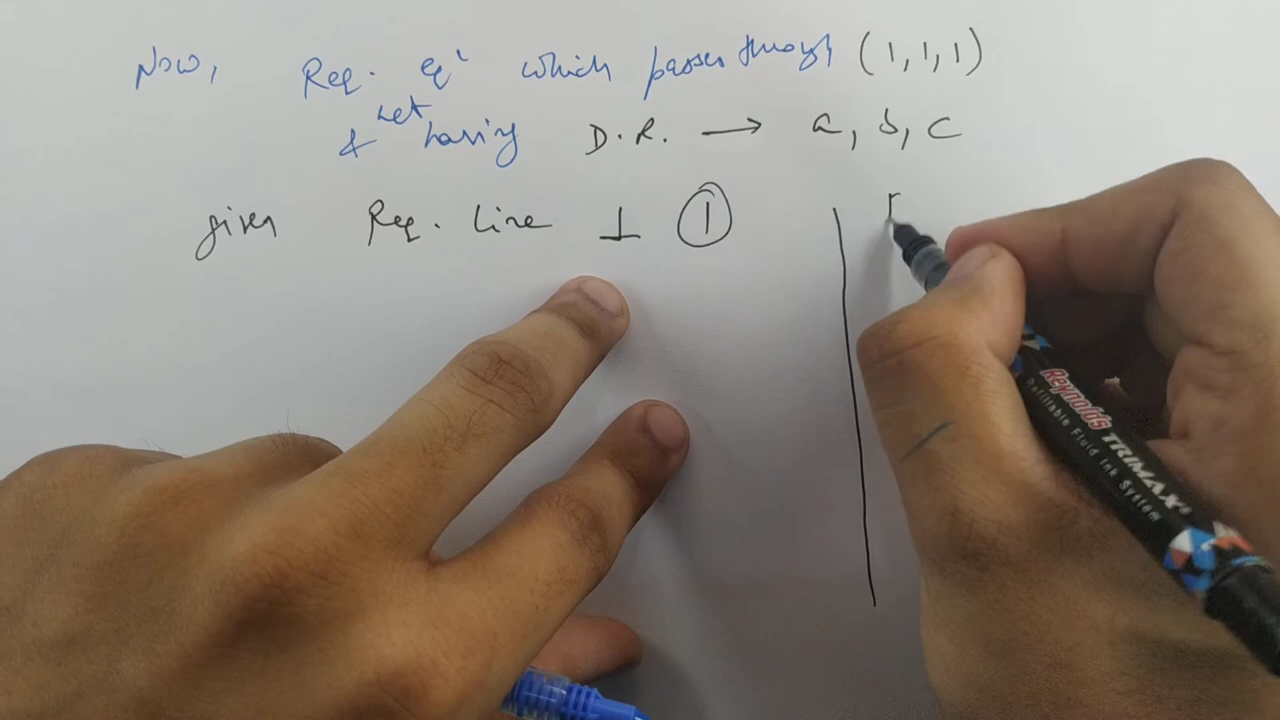 Now, Req. eqⁿ which passes through (1, 1, 1)
& let having D.R. → a, b, c
given Req. line ⊥ ①
r
Reynolds TRIMAX
Refillable Fluid Ink System